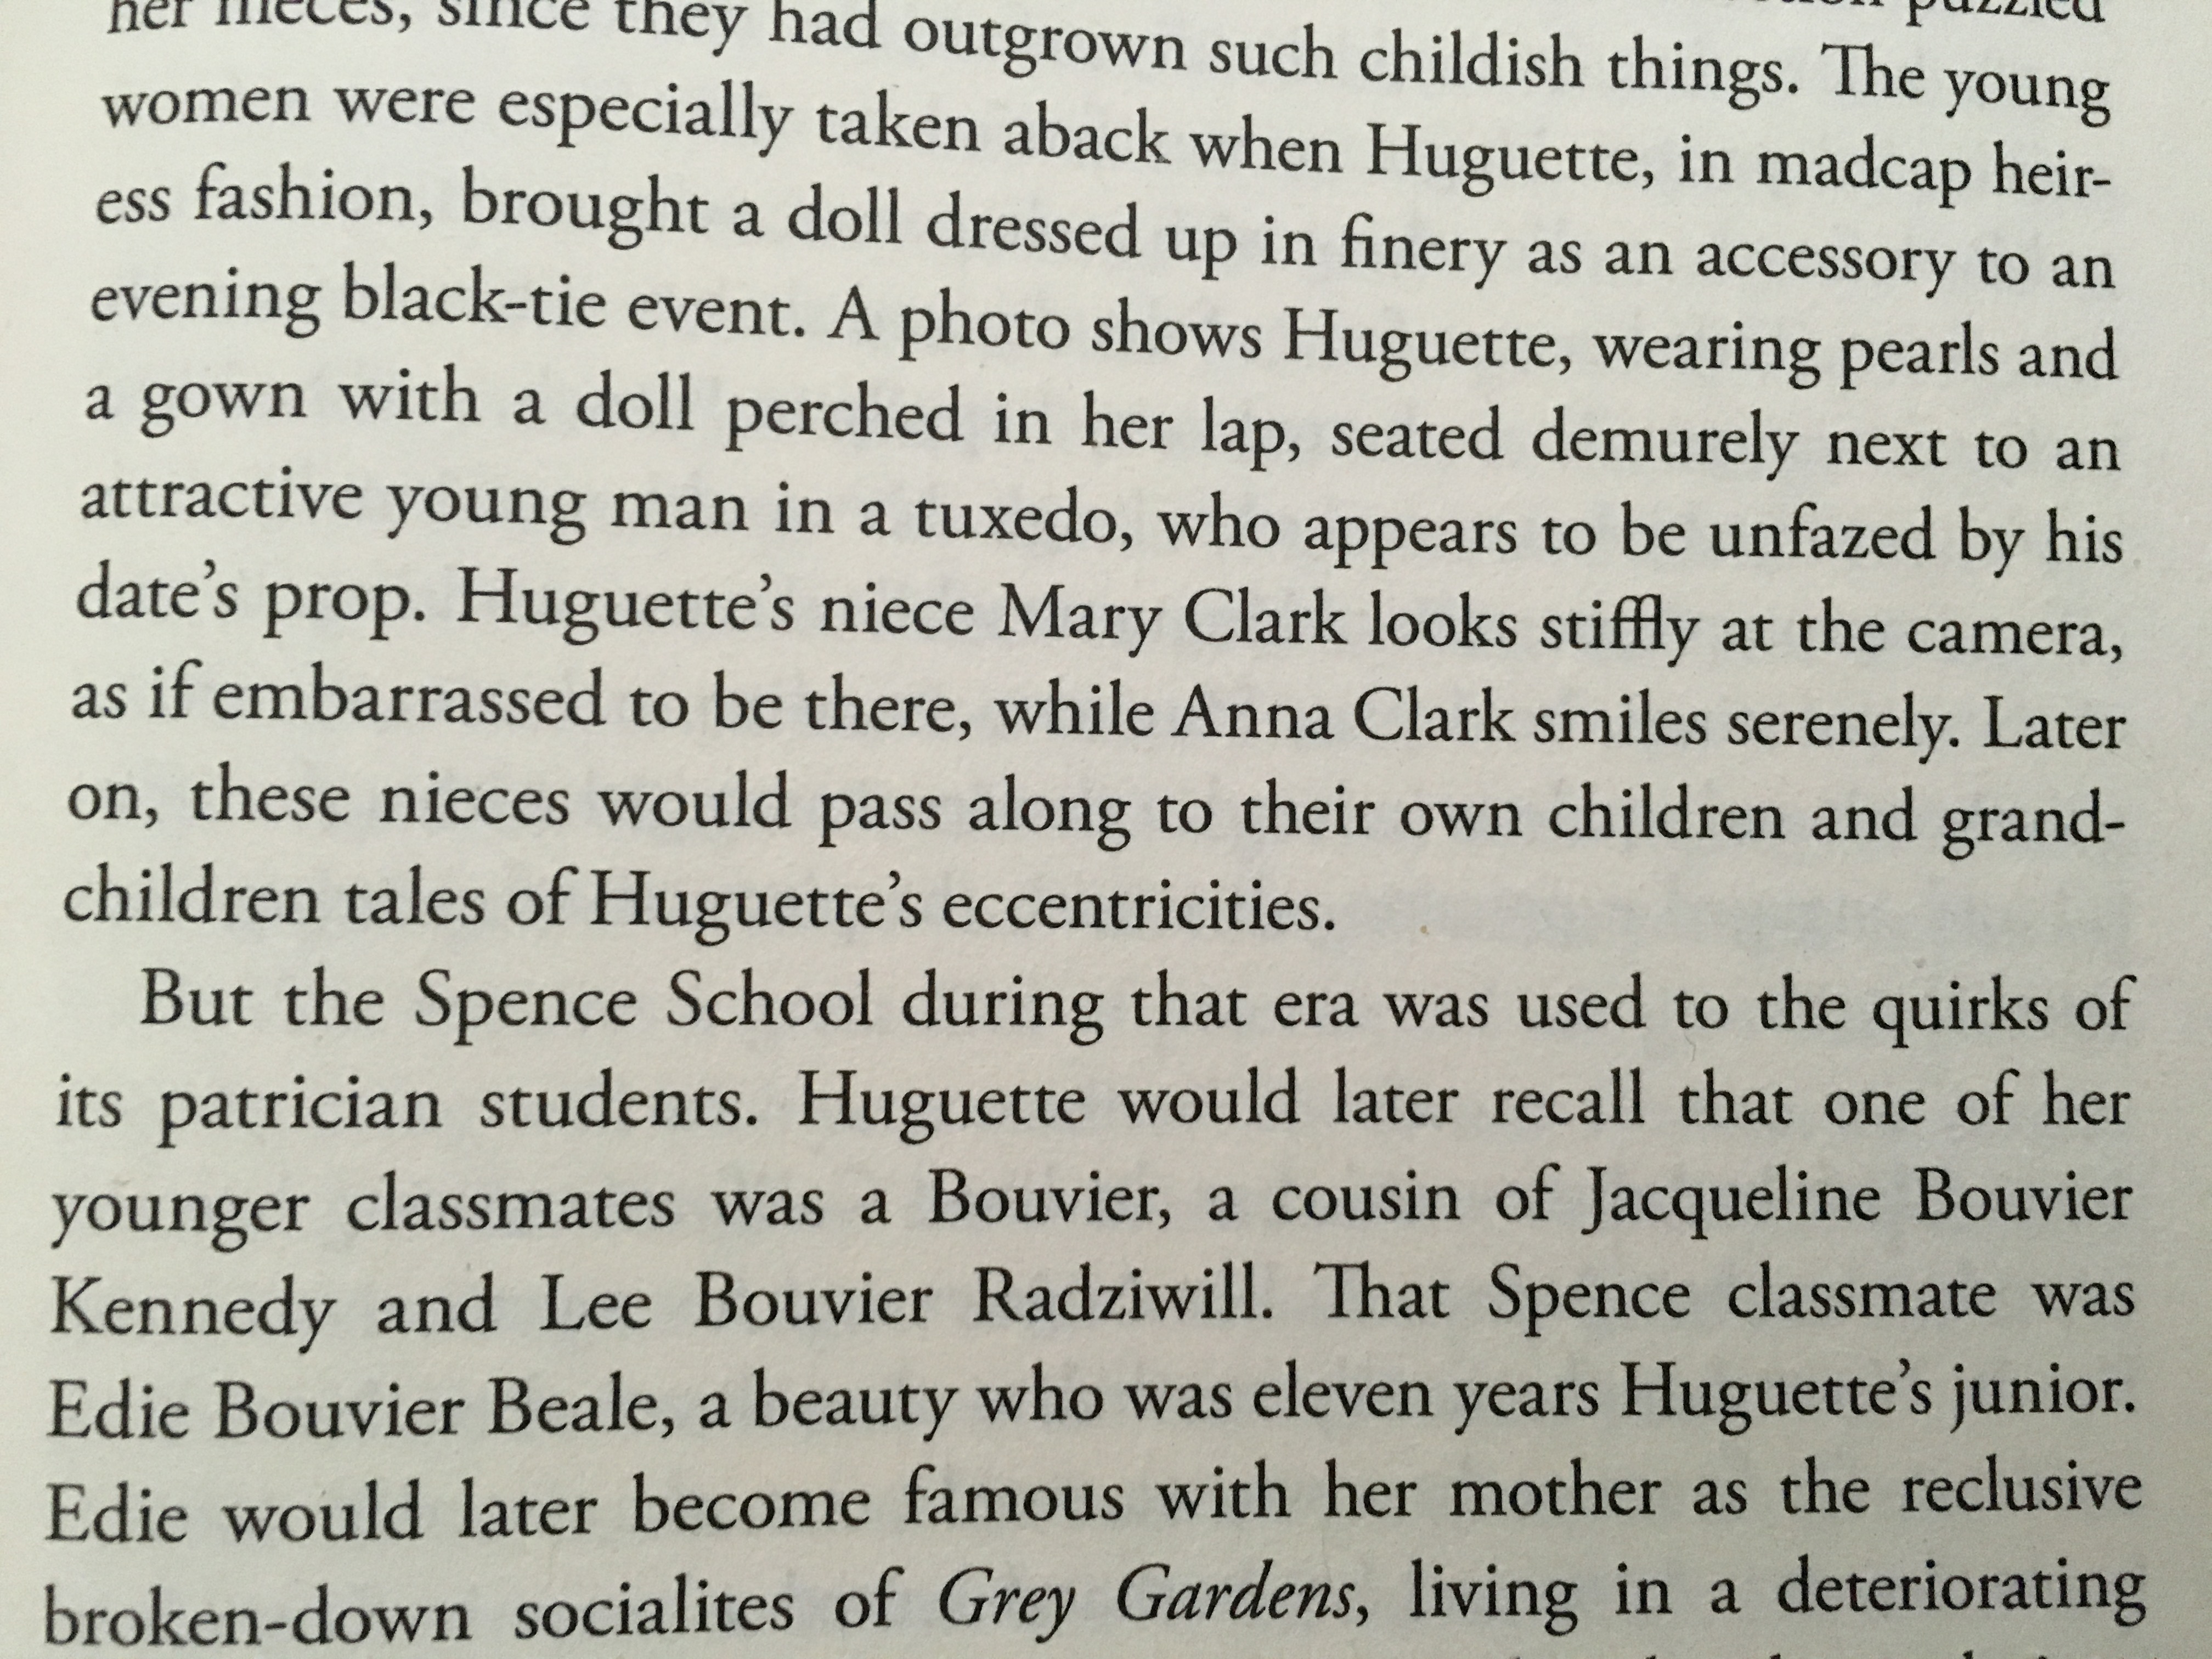 her nieces, since they had outgrown such childish things. The young puzzled
women were especially taken aback when Huguette, in madcap heir-
ess fashion, brought a doll dressed up in finery as an accessory to an
evening black-tie event. A photo shows Huguette, wearing pearls and
a gown with a doll perched in her lap, seated demurely next to an
attractive young man in a tuxedo, who appears to be unfazed by his
date’s prop. Huguette’s niece Mary Clark looks stiffly at the camera,
as if embarrassed to be there, while Anna Clark smiles serenely. Later
on, these nieces would pass along to their own children and grand-
children tales of Huguette’s eccentricities.
But the Spence School during that era was used to the quirks of
its patrician students. Huguette would later recall that one of her
younger classmates was a Bouvier, a cousin of Jacqueline Bouvier
Kennedy and Lee Bouvier Radziwill. That Spence classmate was
Edie Bouvier Beale, a beauty who was eleven years Huguette’s junior.
Edie would later become famous with her mother as the reclusive
broken-down socialites of Grey Gardens, living in a deteriorating